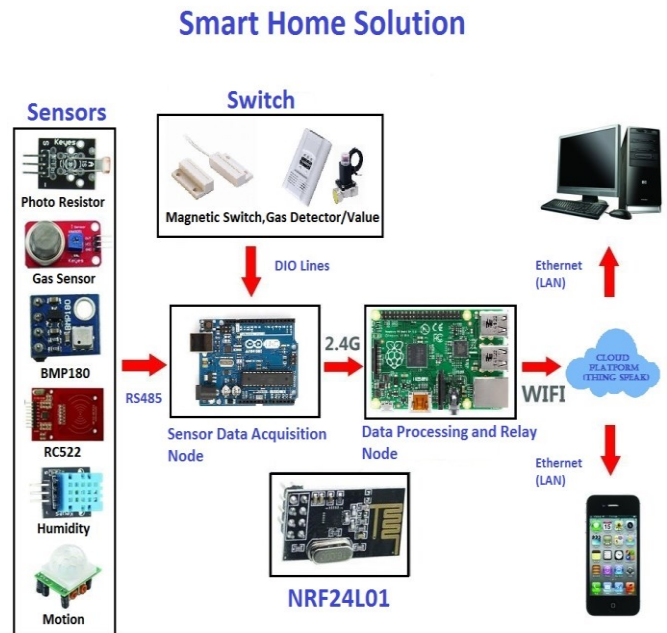 Smart Home Solution
Sensors
Switch
Keyes
Photo Resistor
Gas Sensor
BMP180
BMP180
RC522
Humidity
Motion
Magnetic Switch,Gas Detector/Value
DIO Lines
RS485
Sensor Data Acquisition
Node
2.4G
Data Processing and Relay
Node
WIFI
NRF24L01
Ethernet
(LAN)
CLOUD
PLATFORM
(THING SPEAK)
Ethernet
(LAN)